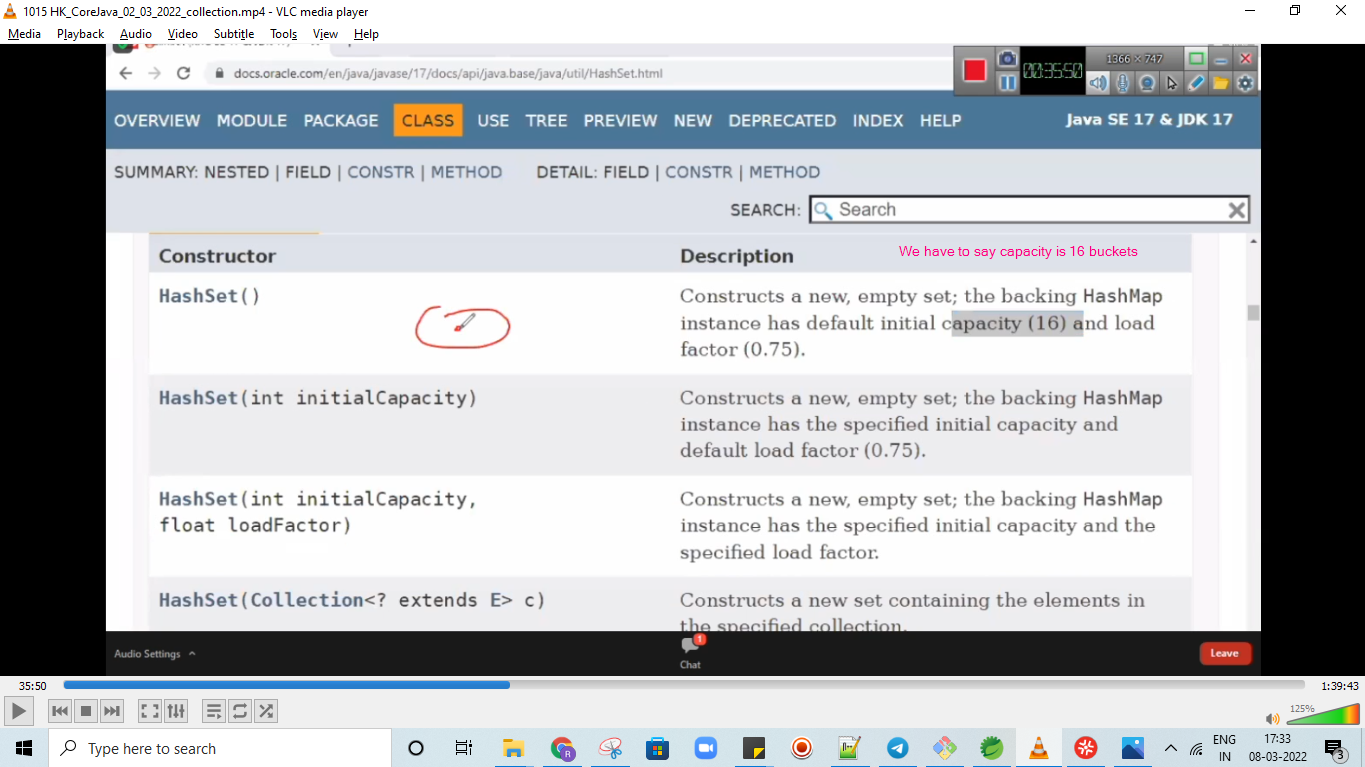 1015 HK_CoreJava_02_03_2022_collection.mp4 - VLC media player
Media Playback Audio Video Subtitle Tools View Help
docs.oracle.com/en/java/javase/17/docs/api/java.base/java/util/HashSet.html
1366 × 747
00:35:50
OVERVIEW MODULE PACKAGE CLASS USE TREE PREVIEW NEW DEPRECATED INDEX HELP
Java SE 17 & JDK 17
SUMMARY: NESTED | FIELD | CONSTR | METHOD DETAIL: FIELD | CONSTR | METHOD
SEARCH: Search
Constructor Description
We have to say capacity is 16 buckets
HashSet()
Constructs a new, empty set; the backing HashMap
instance has default initial capacity (16) and load
factor (0.75).
HashSet(int initialCapacity)
Constructs a new, empty set; the backing HashMap
instance has the specified initial capacity and
default load factor (0.75).
HashSet(int initialCapacity,
float loadFactor)
Constructs a new, empty set; the backing HashMap
instance has the specified initial capacity and the
specified load factor.
HashSet(Collection<? extends E> c)
Constructs a new set containing the elements in
the specified collection.
Audio Settings
1
Chat
Leave
35:50
1:39:43
125%
Type here to search
R
ENG
IN
17:33
08-03-2022
3